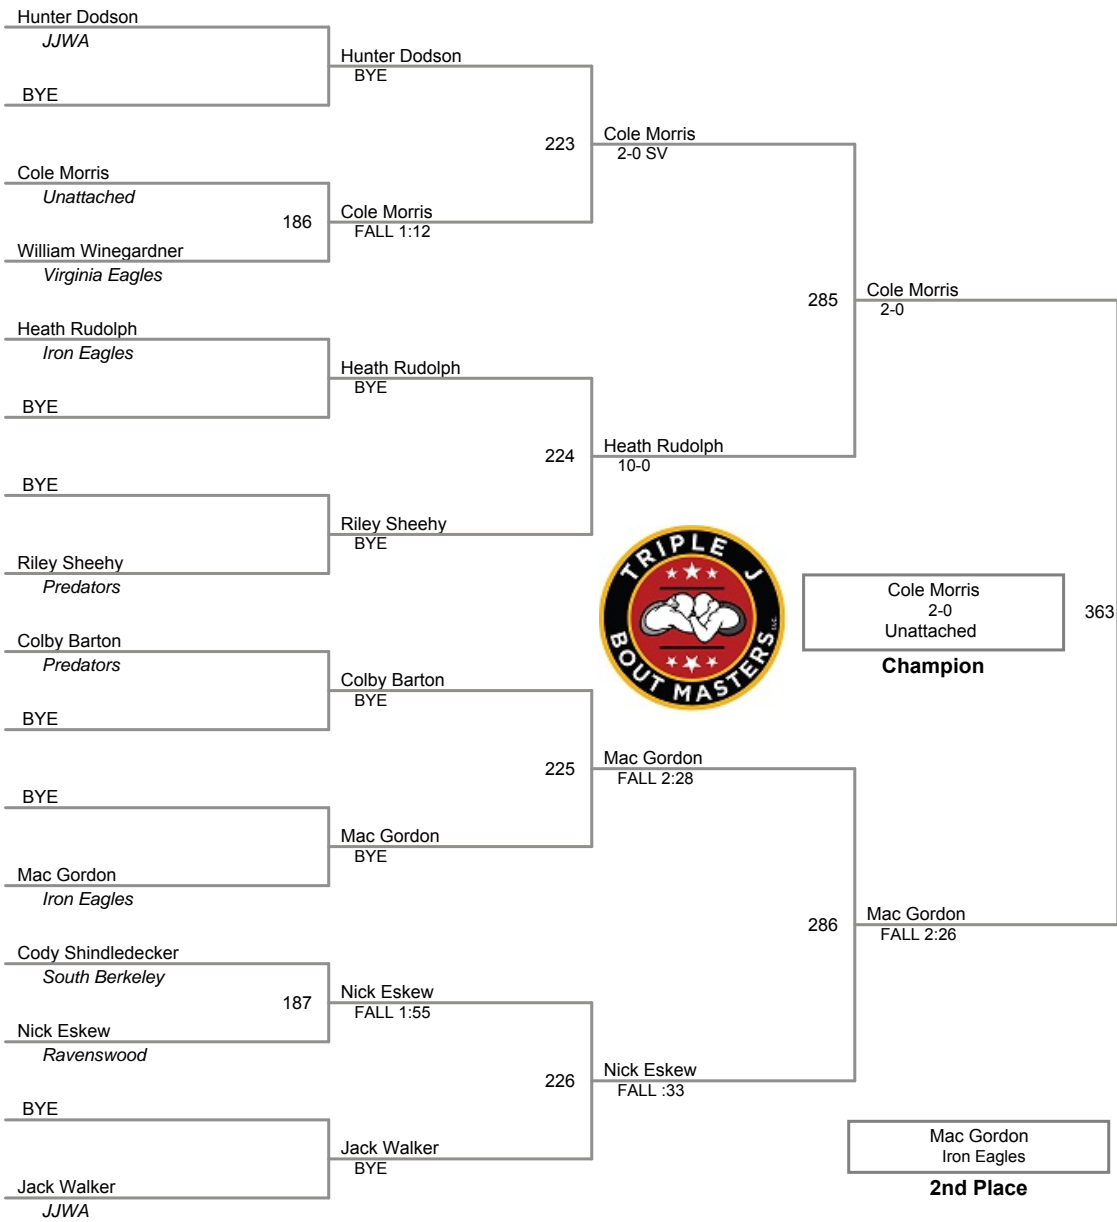 Hunter Dodson
JJWA
Hunter Dodson
BYE
BYE
223
Cole Morris
2-0 SV
Cole Morris
Unattached
186
Cole Morris
FALL 1:12
William Winegardner
Virginia Eagles
285
Cole Morris
2-0
Heath Rudolph
Iron Eagles
Heath Rudolph
BYE
BYE
224
Heath Rudolph
10-0
BYE
Riley Sheehy
BYE
Riley Sheehy
Predators
TRIPLE J
BOUT MASTERS LLC.
Cole Morris
2-0
Unattached
363
Champion
Colby Barton
Predators
Colby Barton
BYE
BYE
225
Mac Gordon
FALL 2:28
BYE
Mac Gordon
BYE
Mac Gordon
Iron Eagles
286
Mac Gordon
FALL 2:26
Cody Shindledecker
South Berkeley
187
Nick Eskew
FALL 1:55
Nick Eskew
Ravenswood
226
Nick Eskew
FALL :33
BYE
Jack Walker
BYE
Jack Walker
JJWA
Mac Gordon
Iron Eagles
2nd Place